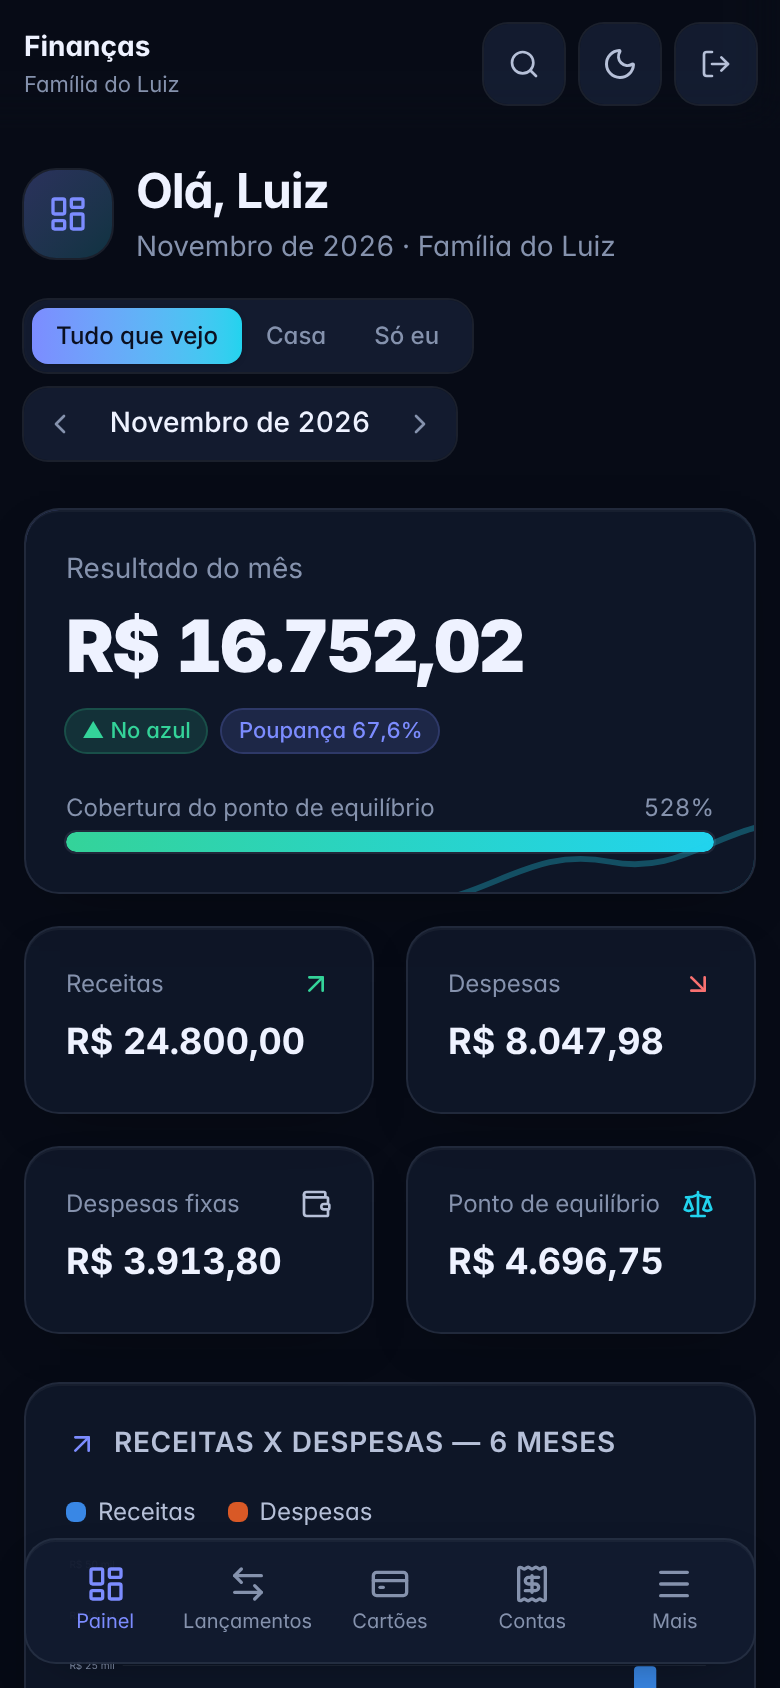 Finanças
Família do Luiz
Olá, Luiz
Novembro de 2026 · Família do Luiz
Tudo que vejo Casa Só eu
Novembro de 2026
Resultado do mês
R$ 16.752,02
▲ No azul Poupança 67,6%
Cobertura do ponto de equilíbrio 528%
Receitas
R$ 24.800,00
Despesas
R$ 8.047,98
Despesas fixas
R$ 3.913,80
Ponto de equilíbrio
R$ 4.696,75
RECEITAS X DESPESAS — 6 MESES
Receitas Despesas
Painel Lançamentos Cartões Contas Mais
R$ 25 mil